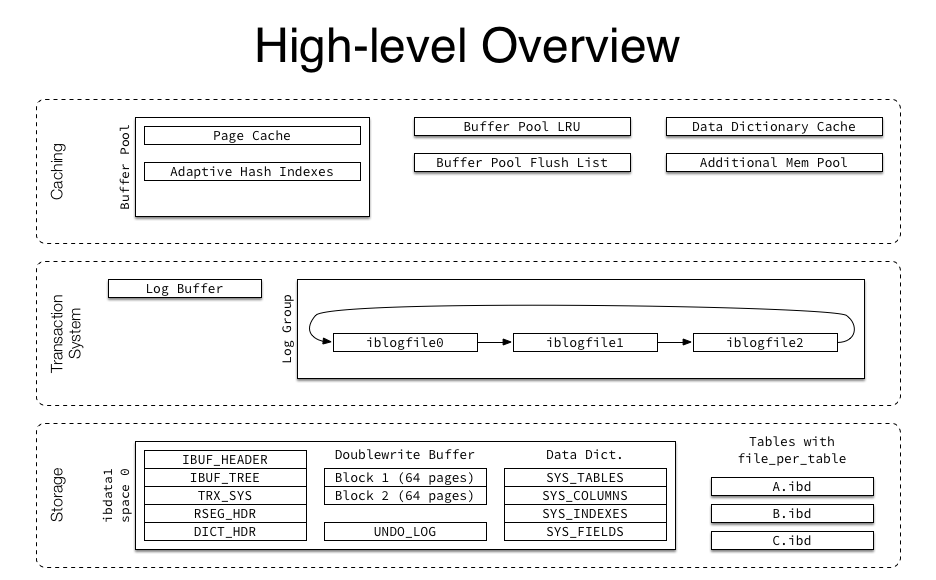 High-level Overview
Caching
Buffer Pool
Page Cache
Adaptive Hash Indexes
Buffer Pool LRU
Buffer Pool Flush List
Data Dictionary Cache
Additional Mem Pool
Transaction
System
Log Buffer
Log Group
iblogfile0
iblogfile1
iblogfile2
Storage
ibdata1
space 0
IBUF_HEADER
IBUF_TREE
TRX_SYS
RSEG_HDR
DICT_HDR
Doublewrite Buffer
Block 1 (64 pages)
Block 2 (64 pages)
UNDO_LOG
Data Dict.
SYS_TABLES
SYS_COLUMNS
SYS_INDEXES
SYS_FIELDS
Tables with
file_per_table
A.ibd
B.ibd
C.ibd